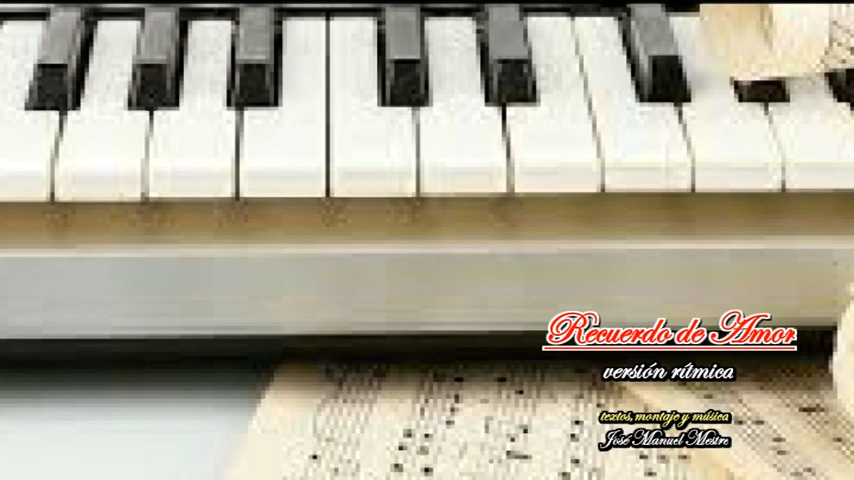 Recuerdo de Amor
versión rítmica
textos, montaje y música
José Manuel Mestre